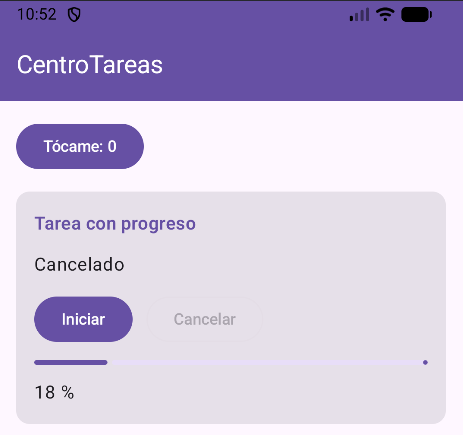 10:52
CentroTareas
Tócame: 0
Tarea con progreso
Cancelado
Iniciar Cancelar
18 %